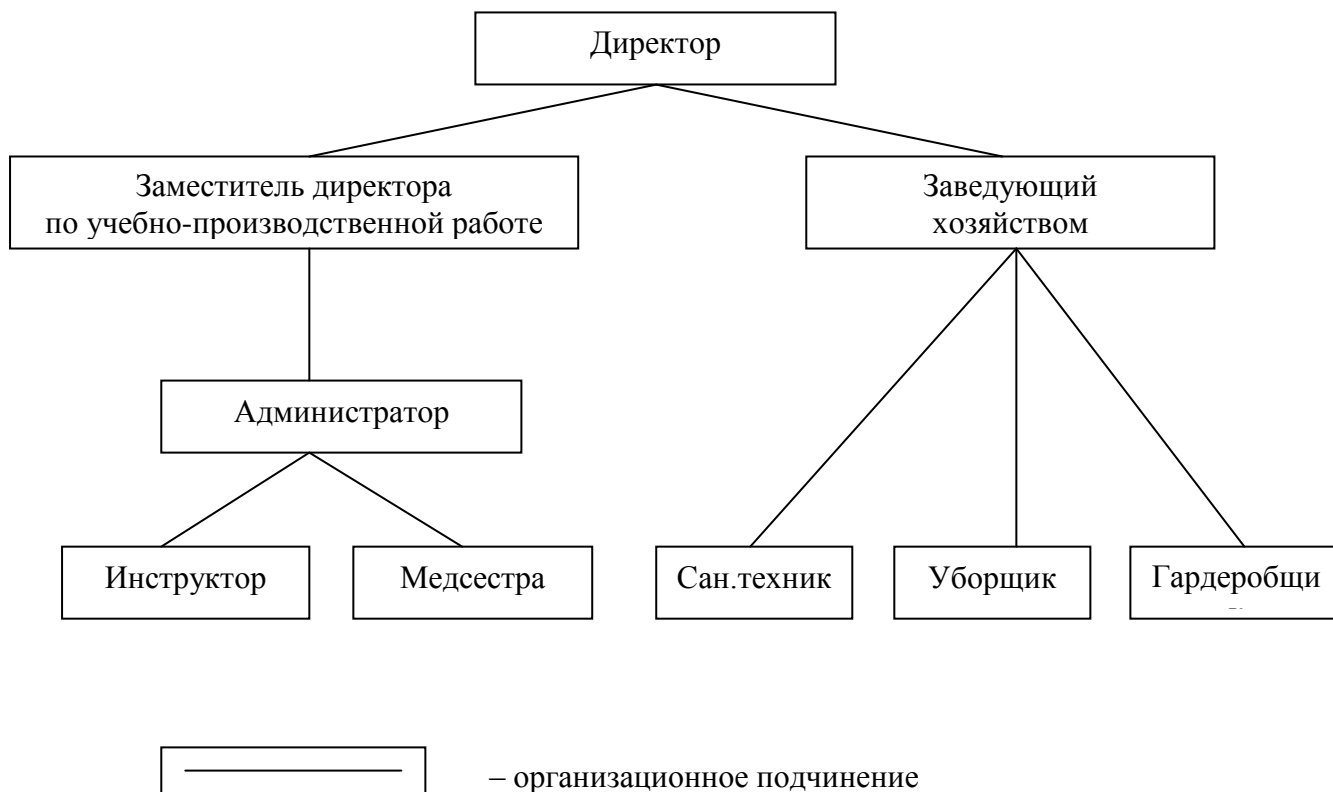 Директор
Заместитель директора
по учебно-производственной работе
Заведующий
хозяйством
Администратор
Инструктор
Медсестра
Сан.техник
Уборщик
Гардеробщи
– организационное подчинение